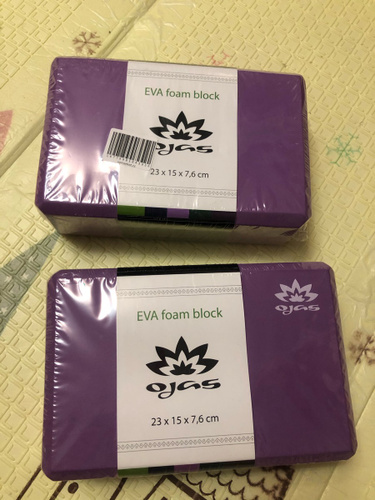 EVA foam block
ojas
23 x 15 x 7,6 cm
EVA foam block
ojas
ojas
23 x 15 x 7,6 cm